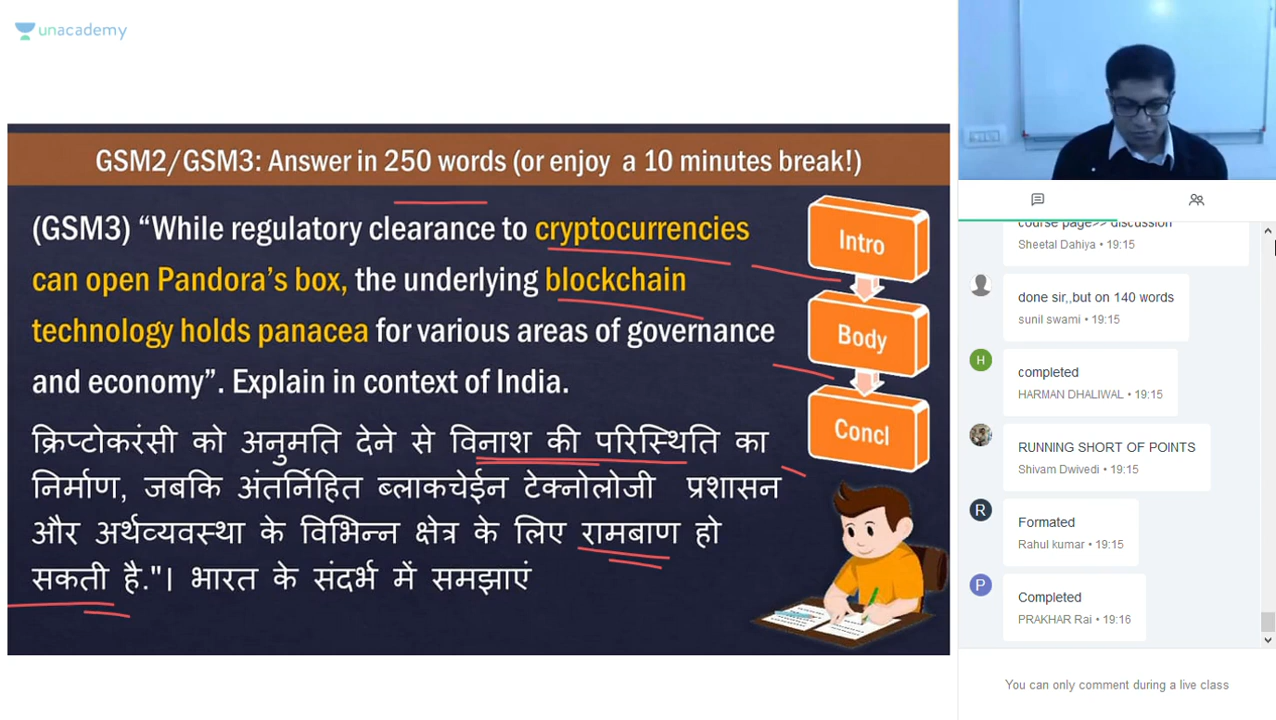 unacademy
GSM2/GSM3: Answer in 250 words (or enjoy a 10 minutes break!)
(GSM3) “While regulatory clearance to cryptocurrencies
can open Pandora’s box, the underlying blockchain
technology holds panacea for various areas of governance
and economy”. Explain in context of India.
क्रिप्टोकरंसी को अनुमति देने से विनाश की परिस्थिति का
निर्माण, जबकि अंतर्निहित ब्लाकचेईन टेक्नोलोजी प्रशासन
और अर्थव्यवस्था के विभिन्न क्षेत्र के लिए रामबाण हो
सकती है."। भारत के संदर्भ में समझाएं
Intro
Body
Concl
course page>> discussion
Sheetal Dahiya • 19:15
done sir,,but on 140 words
sunil swami • 19:15
H
completed
HARMAN DHALIWAL • 19:15
RUNNING SHORT OF POINTS
Shivam Dwivedi • 19:15
R
Formated
Rahul kumar • 19:15
P
Completed
PRAKHAR Rai • 19:16
You can only comment during a live class